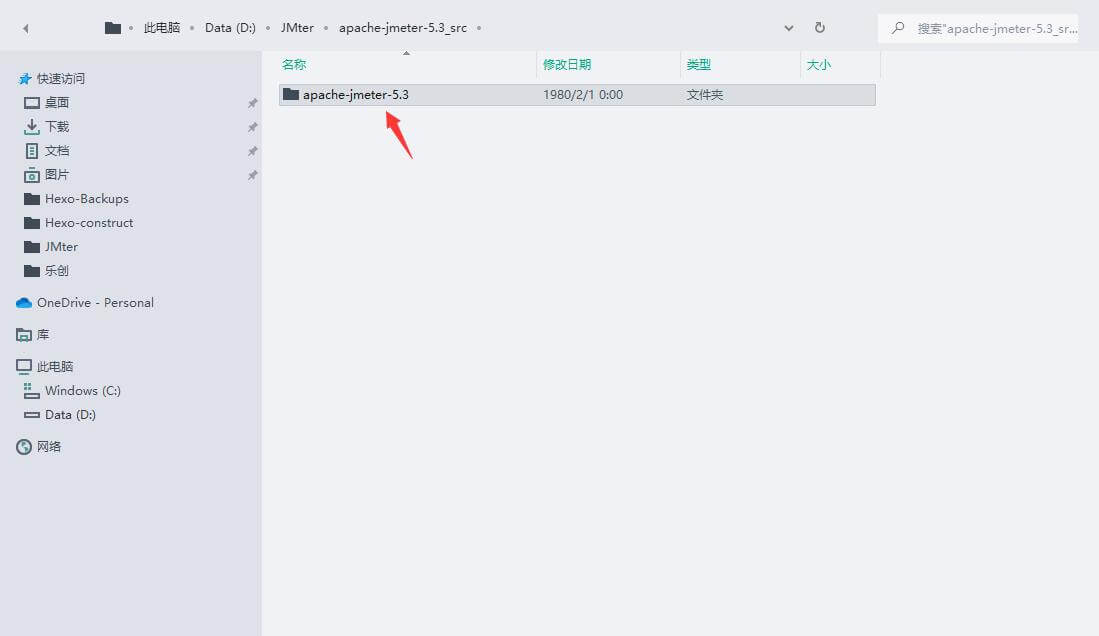 此电脑 Data (D:) JMter apache-jmeter-5.3_src
搜索"apache-jmeter-5.3_sr...
快速访问
桌面
下载
文档
图片
Hexo-Backups
Hexo-construct
JMter
乐创
OneDrive - Personal
库
此电脑
Windows (C:)
Data (D:)
网络
名称 修改日期 类型 大小
apache-jmeter-5.3 1980/2/1 0:00 文件夹